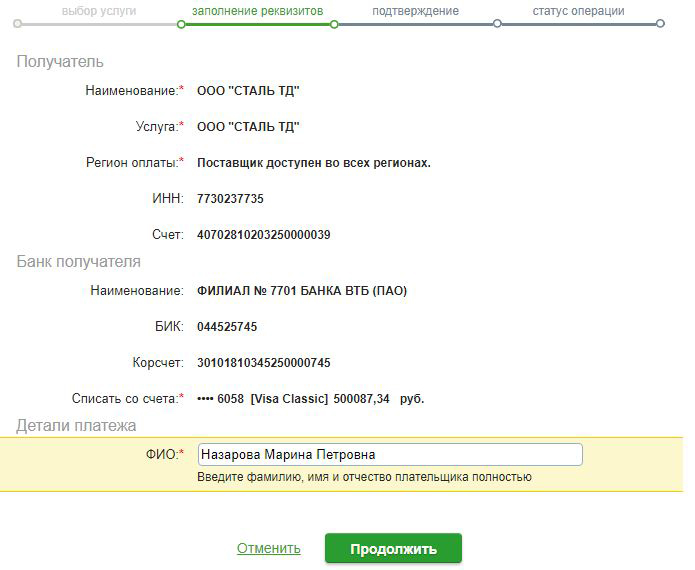 выбор услуги заполнение реквизитов подтверждение статус операции
Получатель
Наименование:* ООО "СТАЛЬ ТД"
Услуга:* ООО "СТАЛЬ ТД"
Регион оплаты:* Поставщик доступен во всех регионах.
ИНН: 7730237735
Счет: 40702810203250000039
Банк получателя
Наименование: ФИЛИАЛ № 7701 БАНКА ВТБ (ПАО)
БИК: 044525745
Корсчет: 30101810345250000745
Списать со счета:* •••• 6058 [Visa Classic] 500087,34 руб.
Детали платежа
ФИО:* Назарова Марина Петровна
Введите фамилию, имя и отчество плательщика полностью
Отменить Продолжить